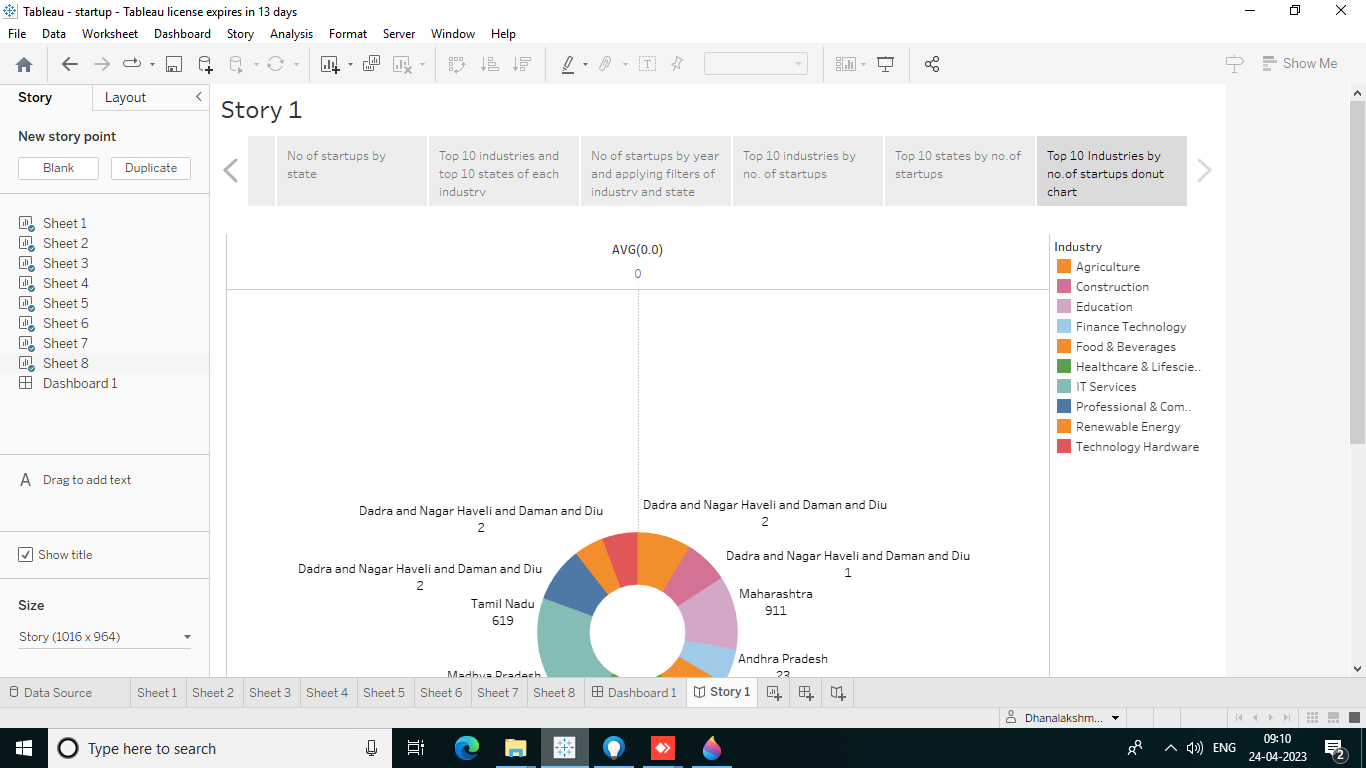 Tableau - startup - Tableau license expires in 13 days
File Data Worksheet Dashboard Story Analysis Format Server Window Help
Show Me
Story Layout
New story point
Blank Duplicate
Sheet 1
Sheet 2
Sheet 3
Sheet 4
Sheet 5
Sheet 6
Sheet 7
Sheet 8
Dashboard 1
A Drag to add text
Show title
Size
Story (1016 x 964)
Story 1
No of startups by
state
Top 10 industries and
top 10 states of each
industry
No of startups by year
and applying filters of
industry and state
Top 10 industries by
no. of startups
Top 10 states by no.of
startups
Top 10 Industries by
no.of startups donut
chart
AVG(0.0)
0
Dadra and Nagar Haveli and Daman and Diu
2
Dadra and Nagar Haveli and Daman and Diu
2
Dadra and Nagar Haveli and Daman and Diu
1
Dadra and Nagar Haveli and Daman and Diu
2
Maharashtra
911
Tamil Nadu
619
Andhra Pradesh
23
Madhya Pradesh
Industry
Agriculture
Construction
Education
Finance Technology
Food & Beverages
Healthcare & Lifescie..
IT Services
Professional & Com..
Renewable Energy
Technology Hardware
Data Source Sheet 1 Sheet 2 Sheet 3 Sheet 4 Sheet 5 Sheet 6 Sheet 7 Sheet 8 Dashboard 1 Story 1
Dhanalakshm...
Type here to search
ENG
09:10
24-04-2023
2